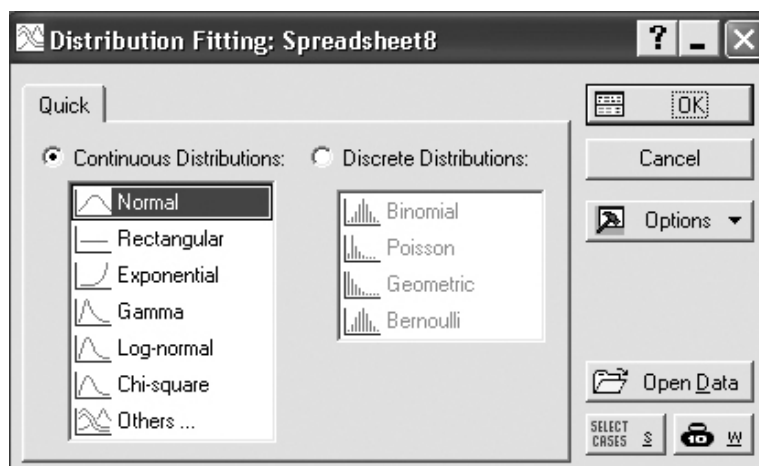 Distribution Fitting: Spreadsheet8
?
Quick
Continuous Distributions:
Normal
Rectangular
Exponential
Gamma
Log-normal
Chi-square
Others ...
Discrete Distributions:
Binomial
Poisson
Geometric
Bernoulli
OK
Cancel
Options
Open Data
SELECT
CASES S
W